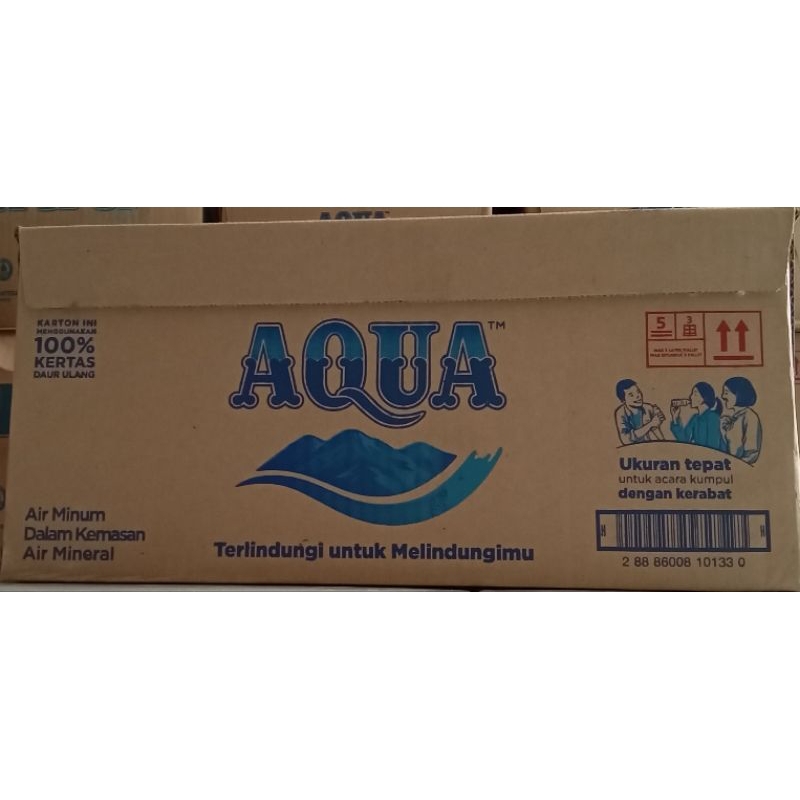 AQUA
KARTON INI
MENGGUNAKAN
100%
KERTAS
DAUR ULANG
AQUA™
5
3
Ukuran tepat
untuk acara kumpul
dengan kerabat
Air Minum
Dalam Kemasan
Air Mineral
Terlindungi untuk Melindungimu
H H
2 88 86008 10133 0